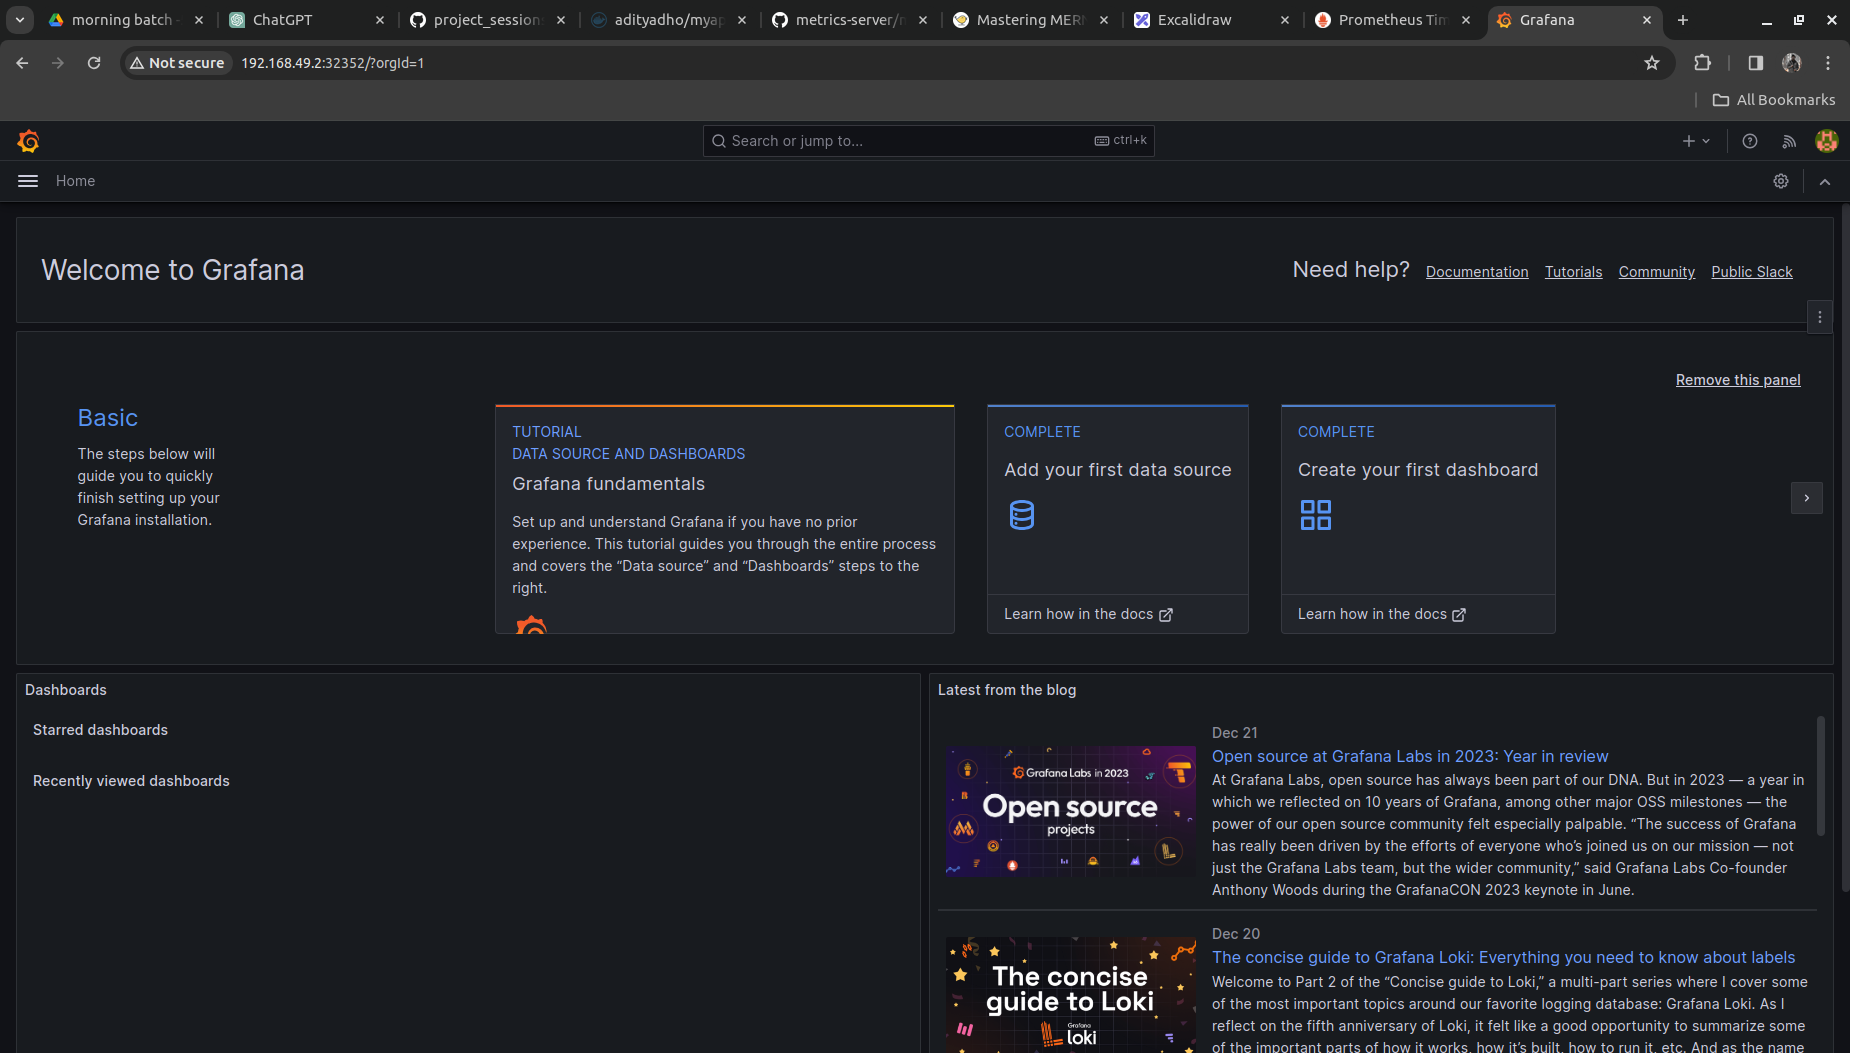 morning batch -
ChatGPT
project_session
adityadho/myap
metrics-server/m
Mastering MERN
Excalidraw
Prometheus Tim
Grafana
Not secure
192.168.49.2:32352/?orgId=1
All Bookmarks
Search or jump to...
ctrl+k
Home
Welcome to Grafana
Need help?
Documentation
Tutorials
Community
Public Slack
Remove this panel
Basic
The steps below will
guide you to quickly
finish setting up your
Grafana installation.
TUTORIAL
DATA SOURCE AND DASHBOARDS
Grafana fundamentals
Set up and understand Grafana if you have no prior
experience. This tutorial guides you through the entire process
and covers the “Data source” and “Dashboards” steps to the
right.
COMPLETE
Add your first data source
Learn how in the docs
COMPLETE
Create your first dashboard
Learn how in the docs
Dashboards
Starred dashboards
Recently viewed dashboards
Latest from the blog
Grafana Labs in 2023
Open source
projects
Dec 21
Open source at Grafana Labs in 2023: Year in review
At Grafana Labs, open source has always been part of our DNA. But in 2023 — a year in
which we reflected on 10 years of Grafana, among other major OSS milestones — the
power of our open source community felt especially palpable. “The success of Grafana
has really been driven by the efforts of everyone who’s joined us on our mission — not
just the Grafana Labs team, but the wider community,” said Grafana Labs Co-founder
Anthony Woods during the GrafanaCON 2023 keynote in June.
The concise
guide to Loki
Grafana
loki
Dec 20
The concise guide to Grafana Loki: Everything you need to know about labels
Welcome to Part 2 of the “Concise guide to Loki,” a multi-part series where I cover some
of the most important topics around our favorite logging database: Grafana Loki. As I
reflect on the fifth anniversary of Loki, it felt like a good opportunity to summarize some
of the important parts of how it works, how it’s built, how to run it, etc. And as the name